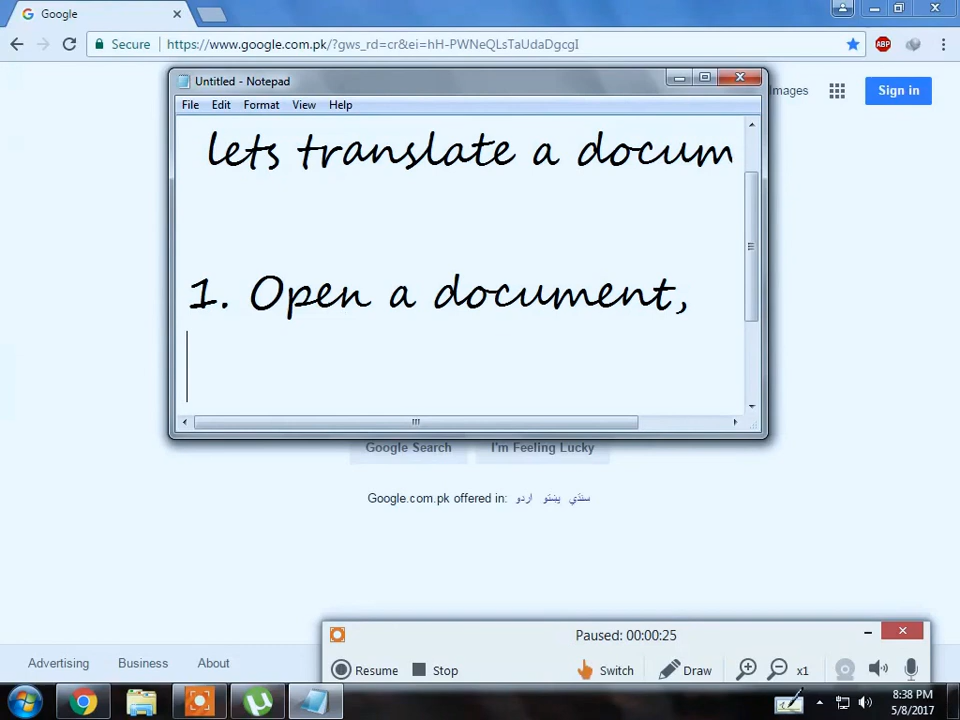 Google
Secure
https://www.google.com.pk/?gws_rd=cr&ei=hH-PWNeQLsTaUdaDgcgI
ABP
Untitled - Notepad
Images
Sign in
File Edit Format View Help
lets translate a docum
1. Open a document,
Google Search
I'm Feeling Lucky
Google.com.pk offered in: اردو پښتو سنڌي
Paused: 00:00:25
Advertising Business About
Resume Stop Switch Draw x1
8:38 PM
5/8/2017